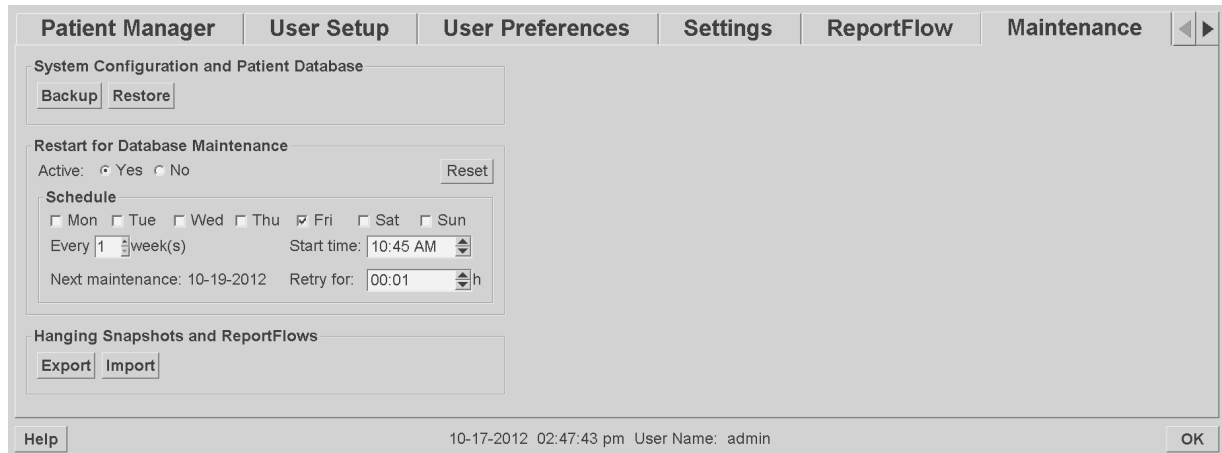 Patient Manager User Setup User Preferences Settings ReportFlow Maintenance
System Configuration and Patient Database
Backup Restore
Restart for Database Maintenance
Active: Yes No Reset
Schedule
Mon Tue Wed Thu Fri Sat Sun
Every 1 week(s) Start time: 10:45 AM
Next maintenance: 10-19-2012 Retry for: 00:01 h
Hanging Snapshots and ReportFlows
Export Import
Help 10-17-2012 02:47:43 pm User Name: admin OK